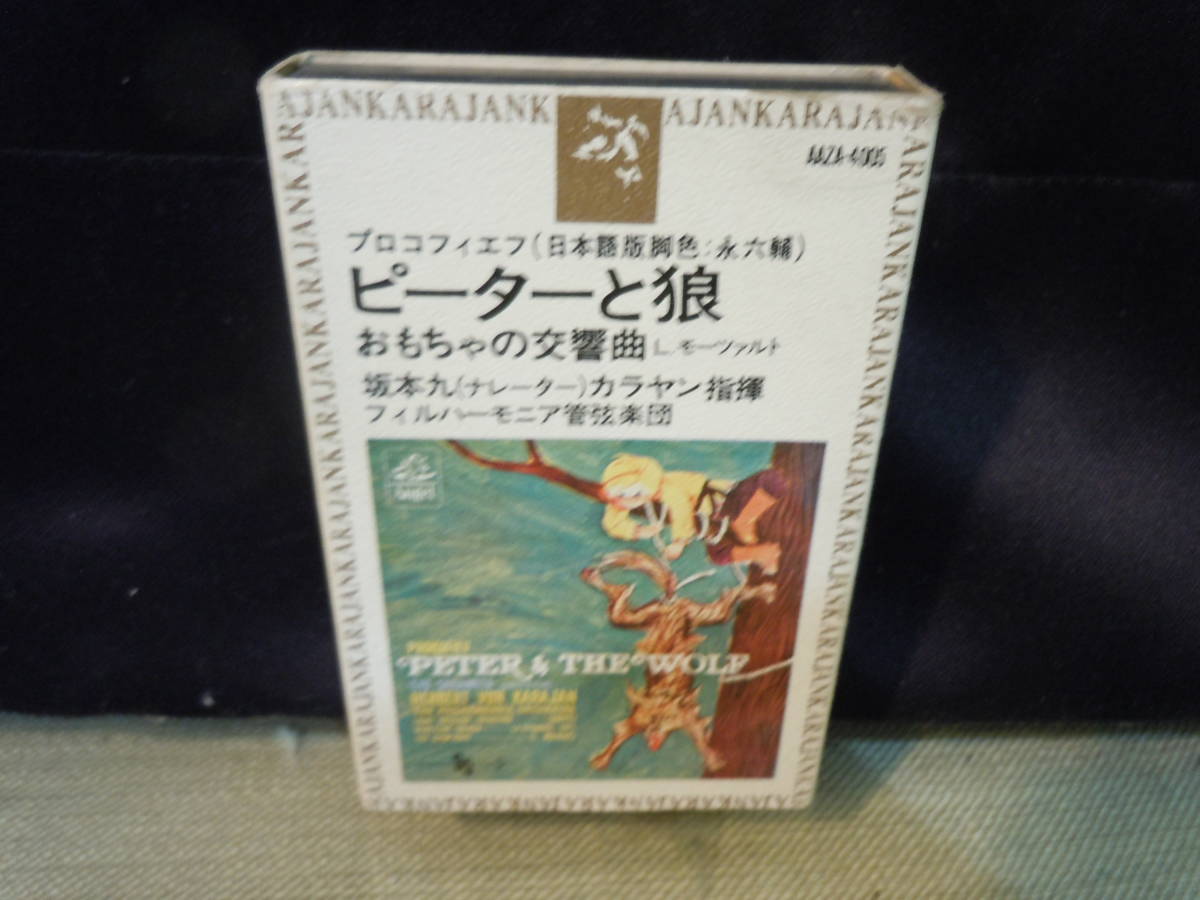 AJANKARAJANK AJANKARAJANK
AAZA-4005
プロコフィエフ(日本語版脚色:永六輔)
ピーターと狼
おもちゃの交響曲 L.モーツァルト
坂本九(ナレーター)カラヤン指揮
フィルハーモニア管弦楽団
Angel
PROKOFIEV
PETER & THE WOLF
HERBERT VON KARAJAN